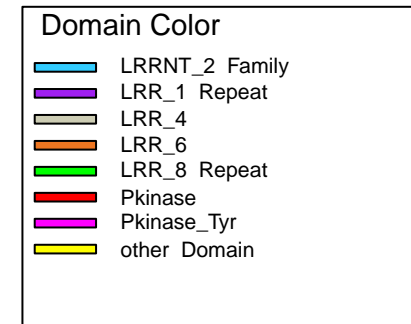 Domain Color
LRRNT_2 Family
LRR_1 Repeat
LRR_4
LRR_6
LRR_8 Repeat
Pkinase
Pkinase_Tyr
other Domain